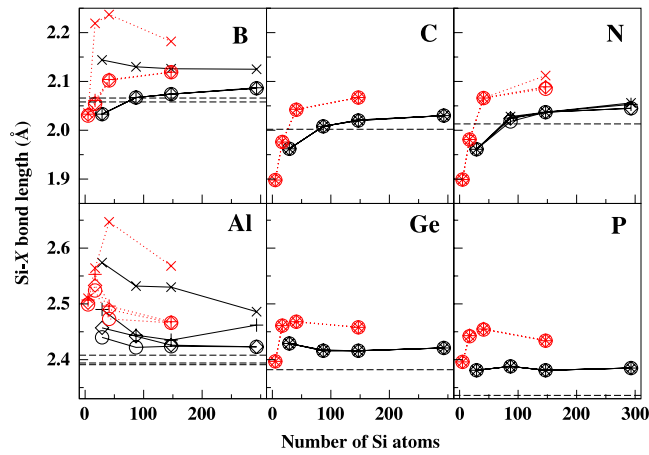 Si-X bond length (Å)
2.2
2.1
2.0
1.9
B
C
N
2.6
2.5
2.4
Al
Ge
P
0 100 200 0 100 200 0 100 200 300
Number of Si atoms